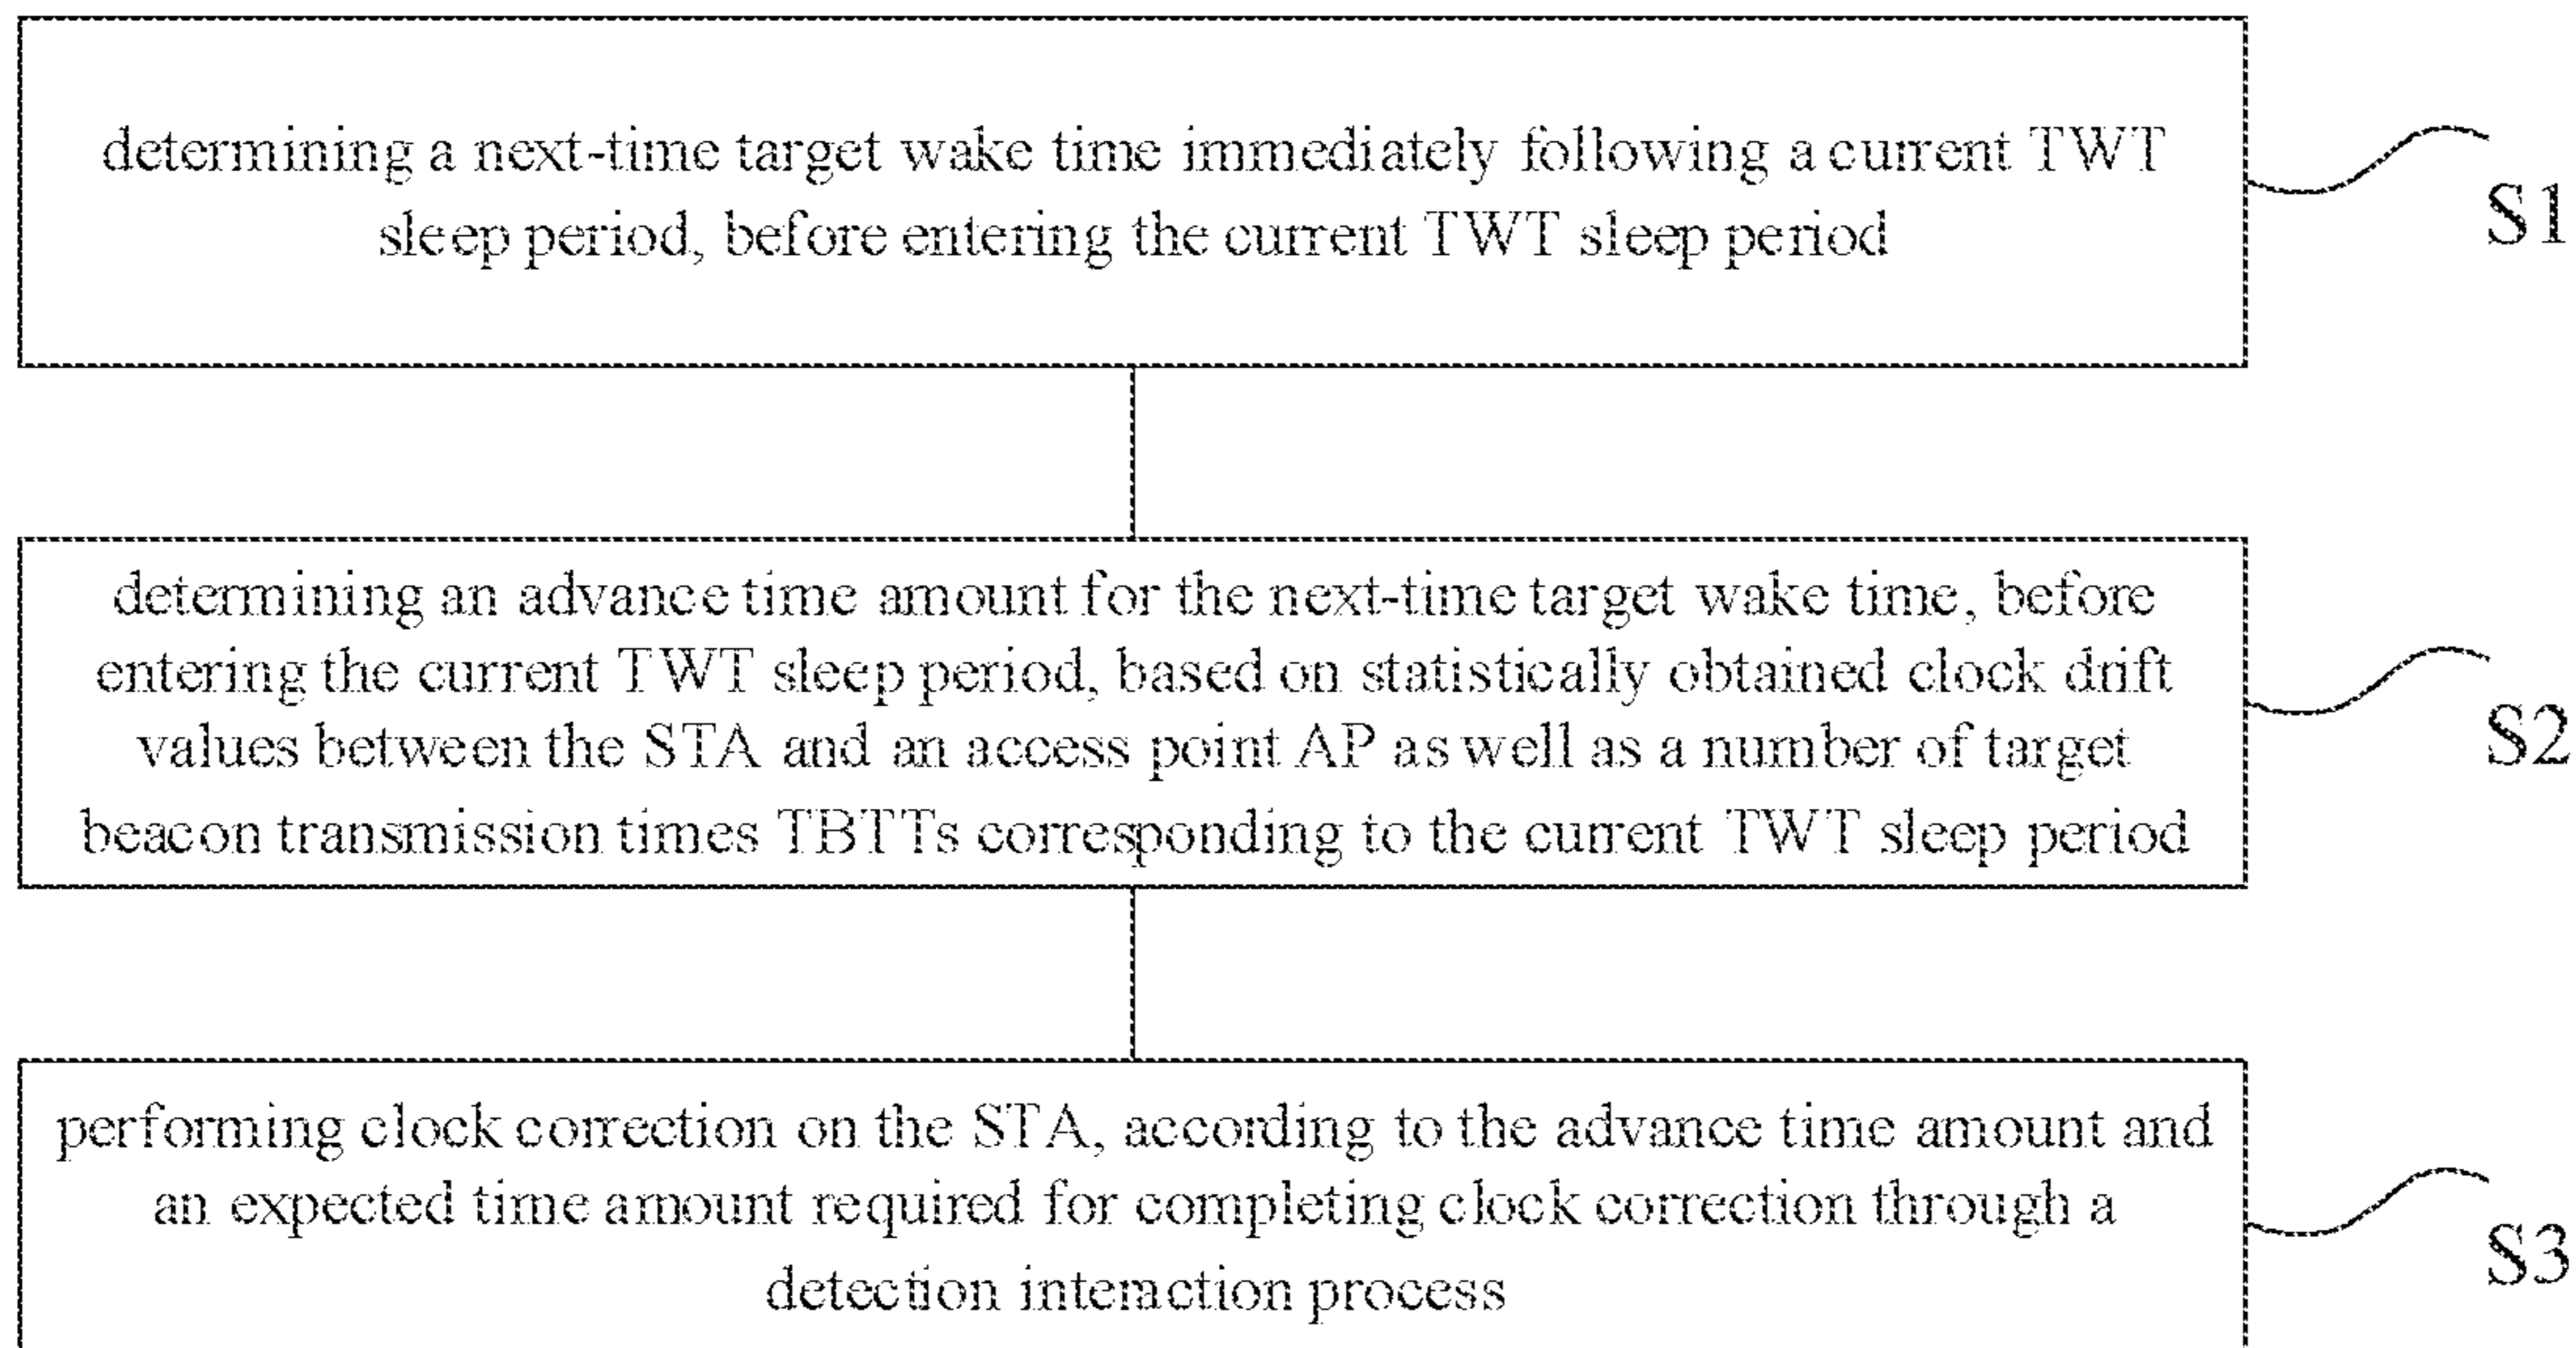 determining a next-time target wake time immediately following a current TWT
sleep period, before entering the current TWT sleep period
S1
determining an advance time amount for the next-time target wake time, before
entering the current TWT sleep period, based on statistically obtained clock drift
values between the STA and an access point AP as well as a number of target
beacon transmission times TBTTs corresponding to the current TWT sleep period
S2
performing clock correction on the STA, according to the advance time amount and
an expected time amount required for completing clock correction through a
detection interaction process
S3